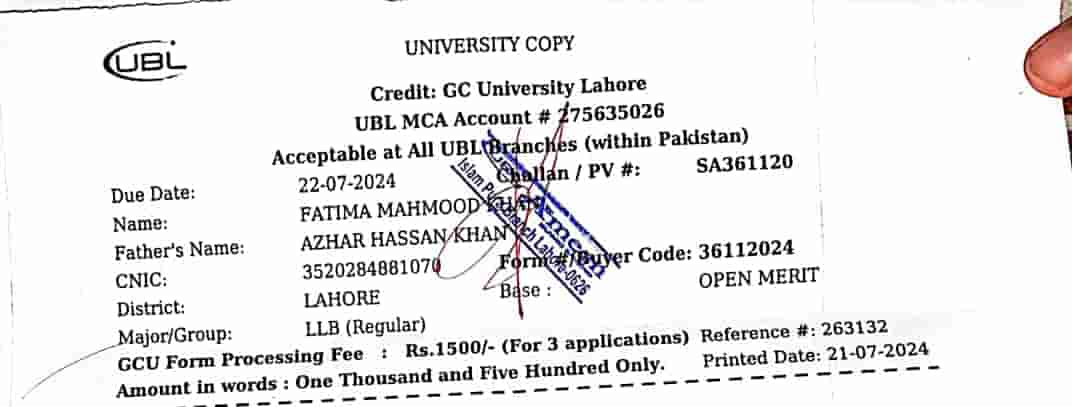 UBL
UNIVERSITY COPY
Credit: GC University Lahore
UBL MCA Account # 275635026
Acceptable at All UBL Branches (within Pakistan)
Due Date: 22-07-2024 Challan / PV #: SA361120
Name: FATIMA MAHMOOD KHAN
Father's Name: AZHAR HASSAN KHAN
CNIC: 3520284881070 Form #/Buyer Code: 36112024
District: LAHORE Base : OPEN MERIT
Major/Group: LLB (Regular)
GCU Form Processing Fee : Rs.1500/- (For 3 applications) Reference #: 263132
Amount in words : One Thousand and Five Hundred Only. Printed Date: 21-07-2024
Ameen
Islam Pura Branch Lahore-0626